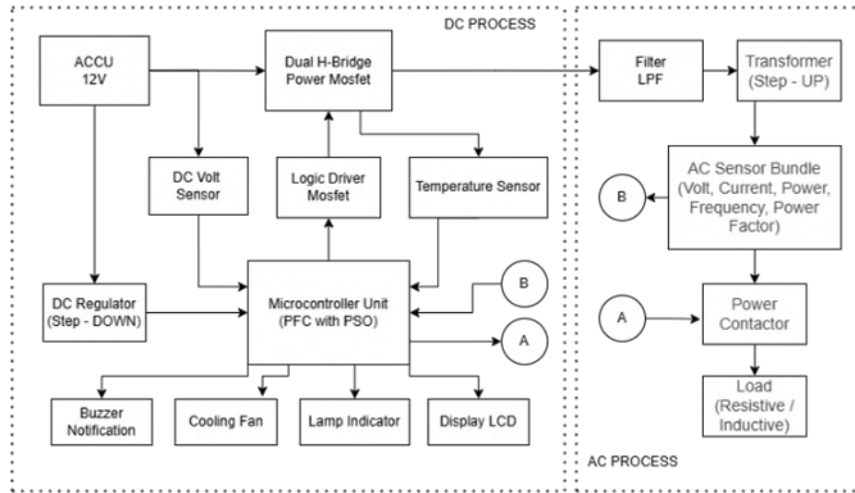 DC PROCESS
ACCU
12V
Dual H-Bridge
Power Mosfet
Filter
LPF
Transformer
(Step - UP)
DC Volt
Sensor
Logic Driver
Mosfet
Temperature Sensor
B
AC Sensor Bundle
(Volt, Current, Power,
Frequency, Power
Factor)
DC Regulator
(Step - DOWN)
Microcontroller Unit
(PFC with PSO)
B
A
A
Power
Contactor
Buzzer
Notification
Cooling Fan
Lamp Indicator
Display LCD
Load
(Resistive /
Inductive)
AC PROCESS